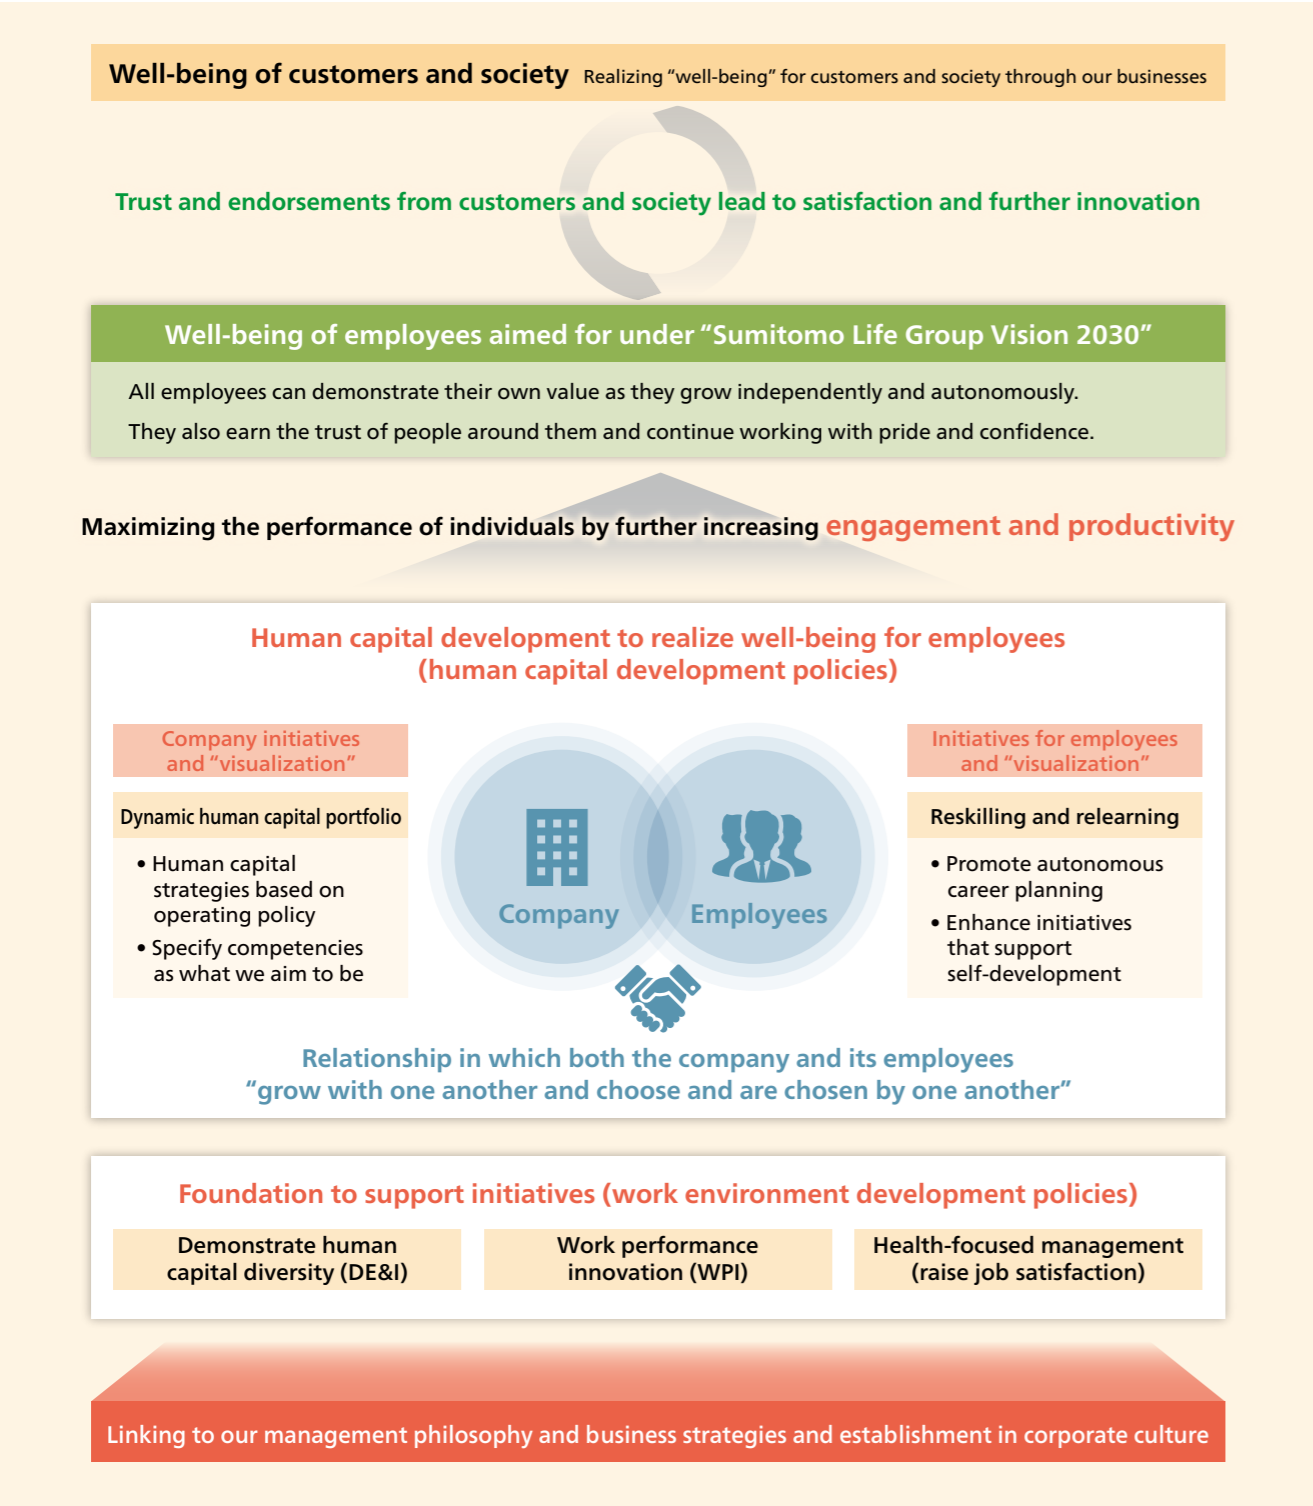 Well-being of customers and society Realizing “well-being” for customers and society through our businesses
Trust and endorsements from customers and society lead to satisfaction and further innovation
Well-being of employees aimed for under “Sumitomo Life Group Vision 2030”
All employees can demonstrate their own value as they grow independently and autonomously.
They also earn the trust of people around them and continue working with pride and confidence.
Maximizing the performance of individuals by further increasing engagement and productivity
Human capital development to realize well-being for employees
(human capital development policies)
Company initiatives
and “visualization”
Dynamic human capital portfolio
• Human capital
strategies based on
operating policy
• Specify competencies
as what we aim to be
Company
Employees
Initiatives for employees
and “visualization”
Reskilling and relearning
• Promote autonomous
career planning
• Enhance initiatives
that support
self-development
Relationship in which both the company and its employees
“grow with one another and choose and are chosen by one another”
Foundation to support initiatives (work environment development policies)
Demonstrate human
capital diversity (DE&I)
Work performance
innovation (WPI)
Health-focused management
(raise job satisfaction)
Linking to our management philosophy and business strategies and establishment in corporate culture